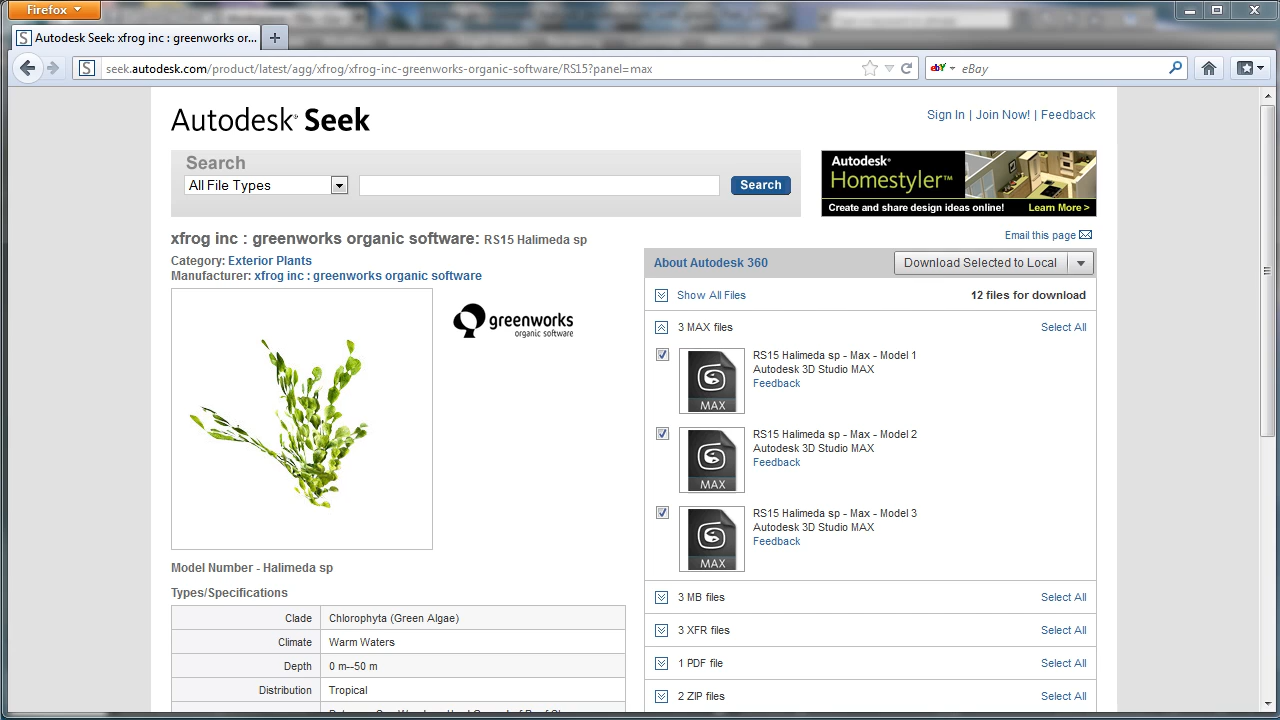 Firefox
Autodesk Seek: xfrog inc : greenworks or...
seek.autodesk.com/product/latest/agg/xfrog/xfrog-inc-greenworks-organic-software/RS15?panel=max
eBay
Autodesk Seek
Sign In | Join Now! | Feedback
Search
All File Types
Search
Autodesk
Homestyler™
Create and share design ideas online! Learn More >
xfrog inc : greenworks organic software: RS15 Halimeda sp
Email this page
Category: Exterior Plants
Manufacturer: xfrog inc : greenworks organic software
greenworks
organic software
About Autodesk 360
Download Selected to Local
Show All Files
12 files for download
3 MAX files
Select All
RS15 Halimeda sp - Max - Model 1
Autodesk 3D Studio MAX
Feedback
MAX
RS15 Halimeda sp - Max - Model 2
Autodesk 3D Studio MAX
Feedback
MAX
RS15 Halimeda sp - Max - Model 3
Autodesk 3D Studio MAX
Feedback
MAX
3 MB files
Select All
3 XFR files
Select All
1 PDF file
Select All
2 ZIP files
Select All
Model Number - Halimeda sp
Types/Specifications
Clade Chlorophyta (Green Algae)
Climate Warm Waters
Depth 0 m--50 m
Distribution Tropical